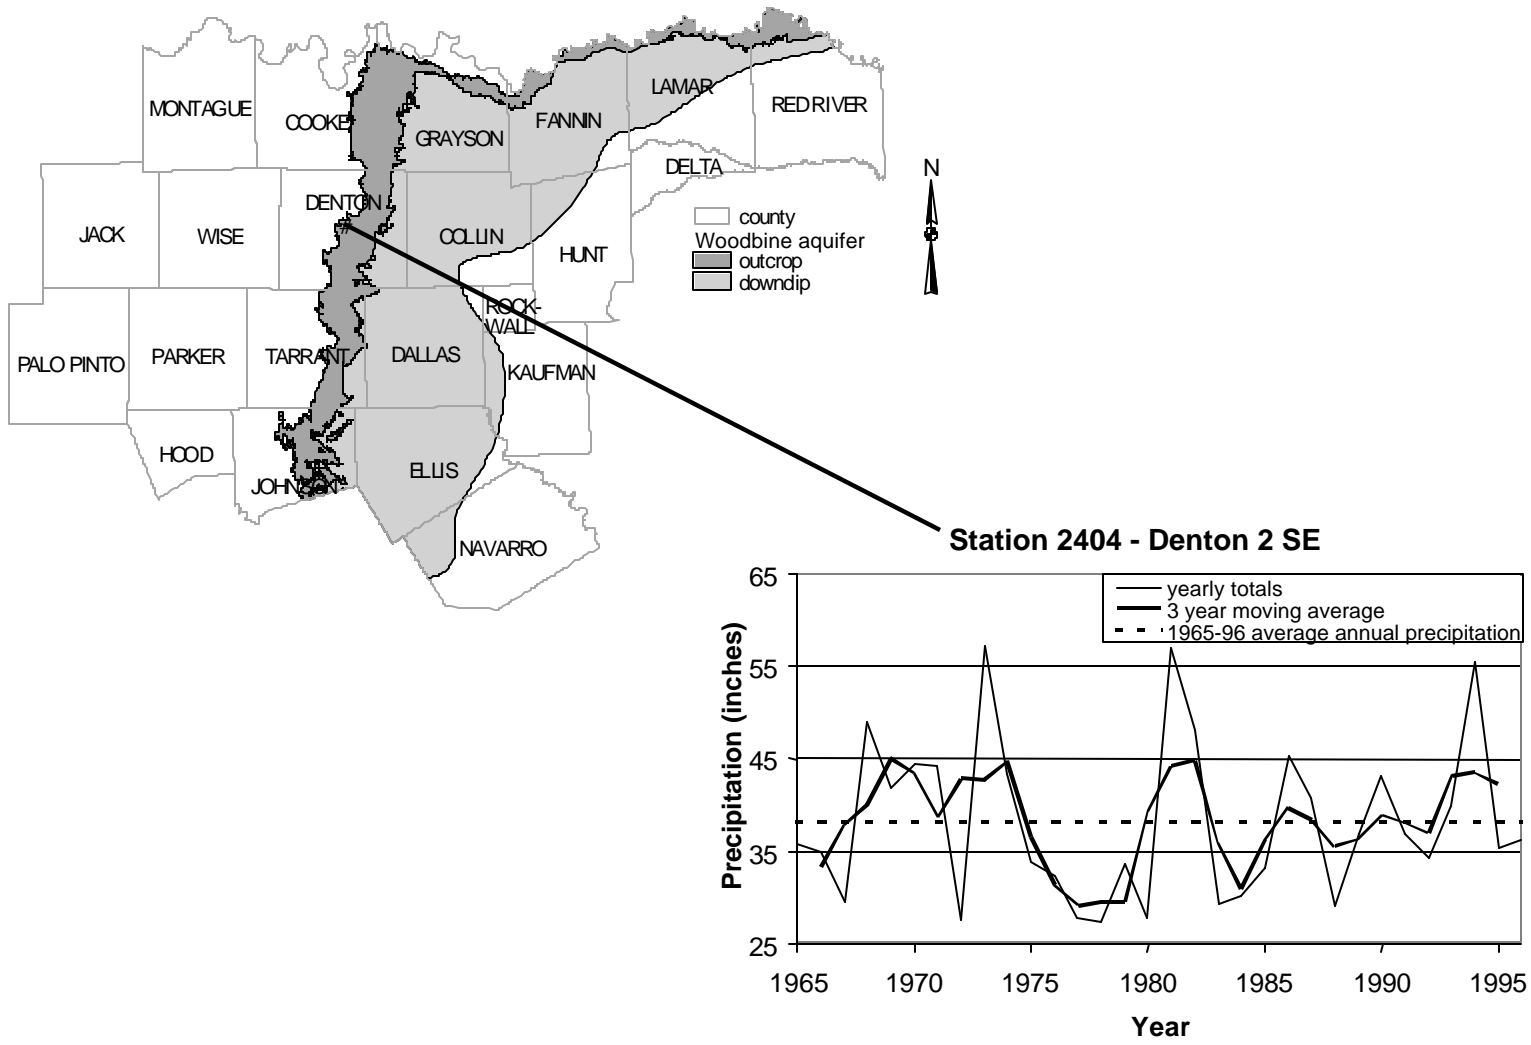 MONTAGUE
COOKE
GRAYSON
FANNIN
LAMAR
RED RIVER
DELTA
JACK
WISE
DENTON
COLLIN
HUNT
PALO PINTO
PARKER
TARRANT
DALLAS
ROCK-
WALL
KAUFMAN
HOOD
JOHNSON
ELLIS
NAVARRO
N
county
Woodbine aquifer
outcrop
downdip
#
Station 2404 - Denton 2 SE
yearly totals
3 year moving average
1965-96 average annual precipitation
Precipitation (inches)
65
55
45
35
25
1965 1970 1975 1980 1985 1990 1995
Year